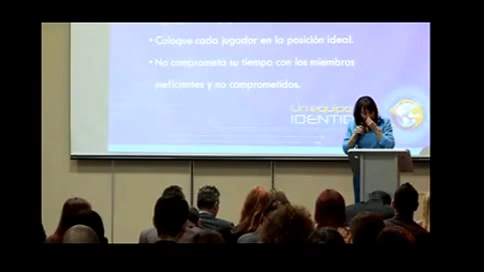 • Coloque cada jugador en la posición ideal.
• No comprometa su tiempo con los miembros
ineficientes y no comprometidos.
Un equipo
IDENTID